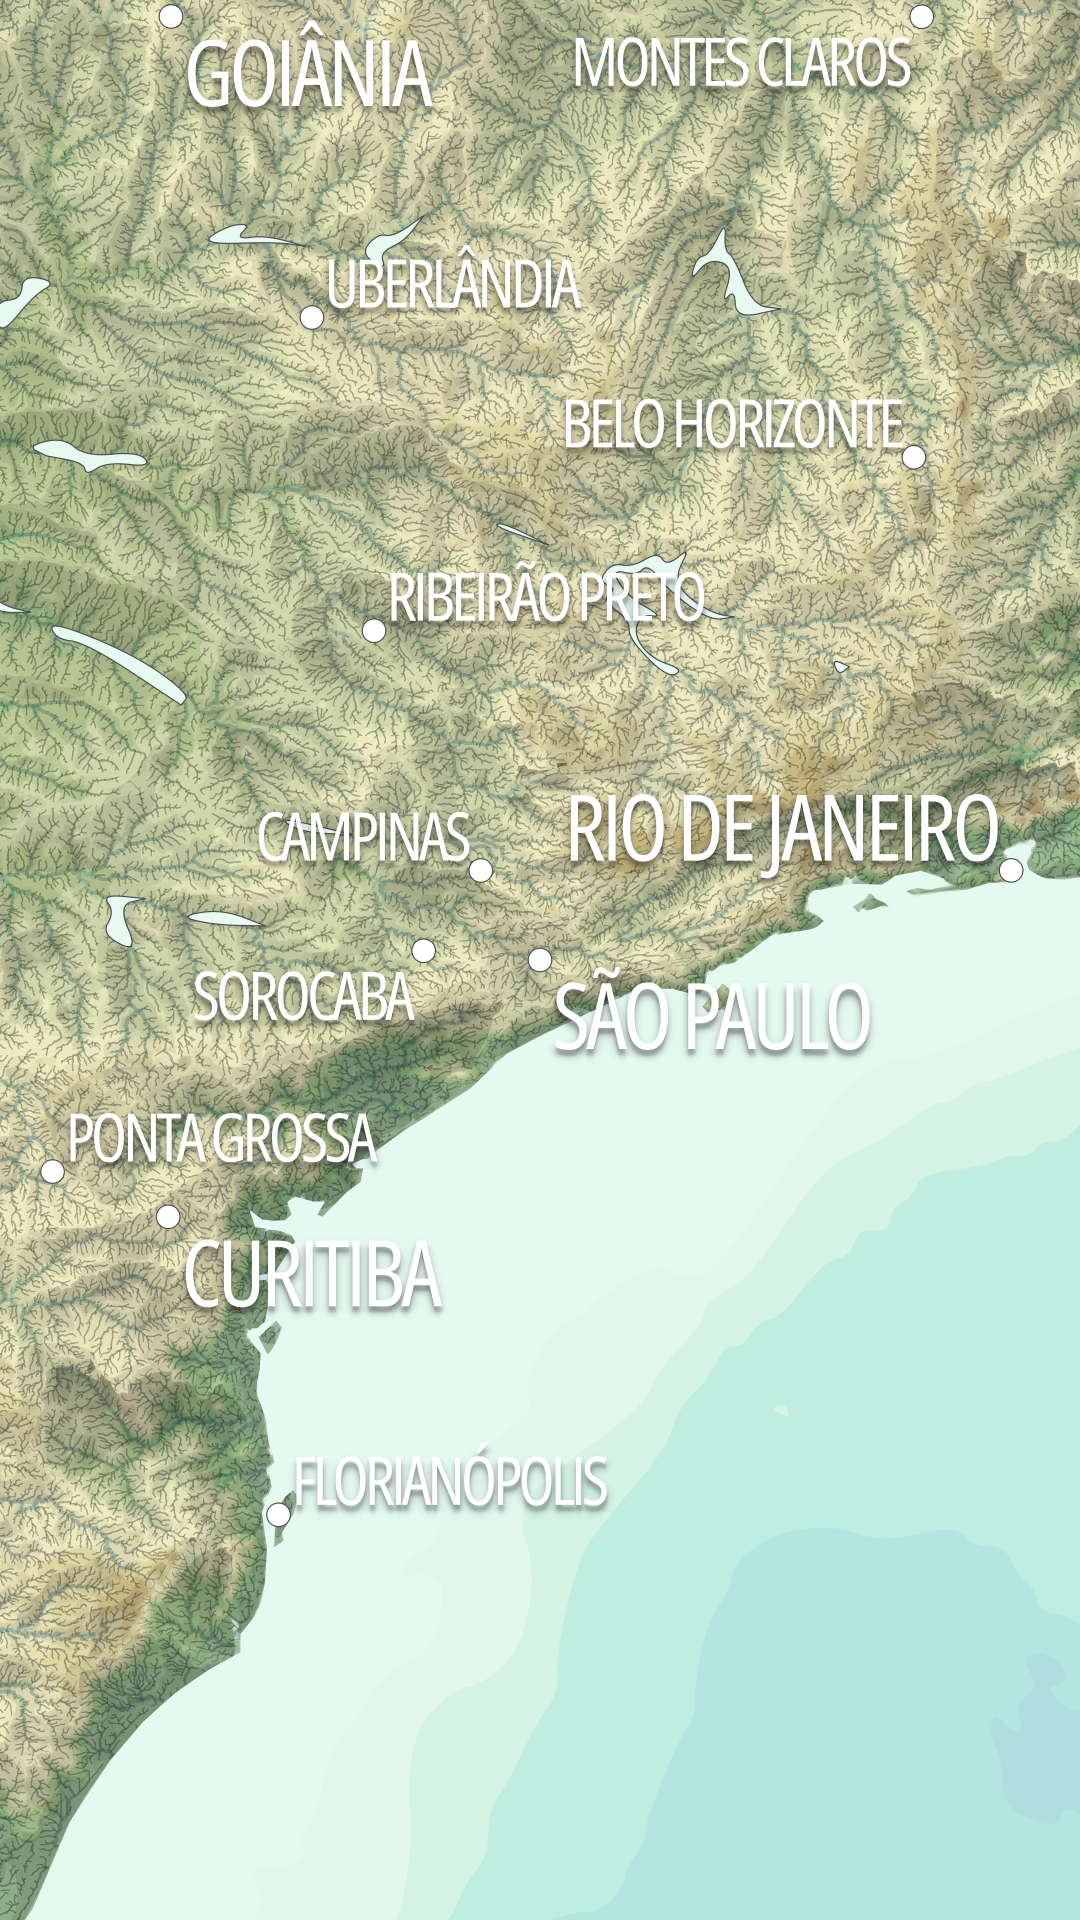 GOIÂNIA
MONTES CLAROS
UBERLÂNDIA
BELO HORIZONTE
RIBEIRÃO PRETO
CAMPINAS
RIO DE JANEIRO
SOROCABA
SÃO PAULO
PONTA GROSSA
CURITIBA
FLORIANÓPOLIS